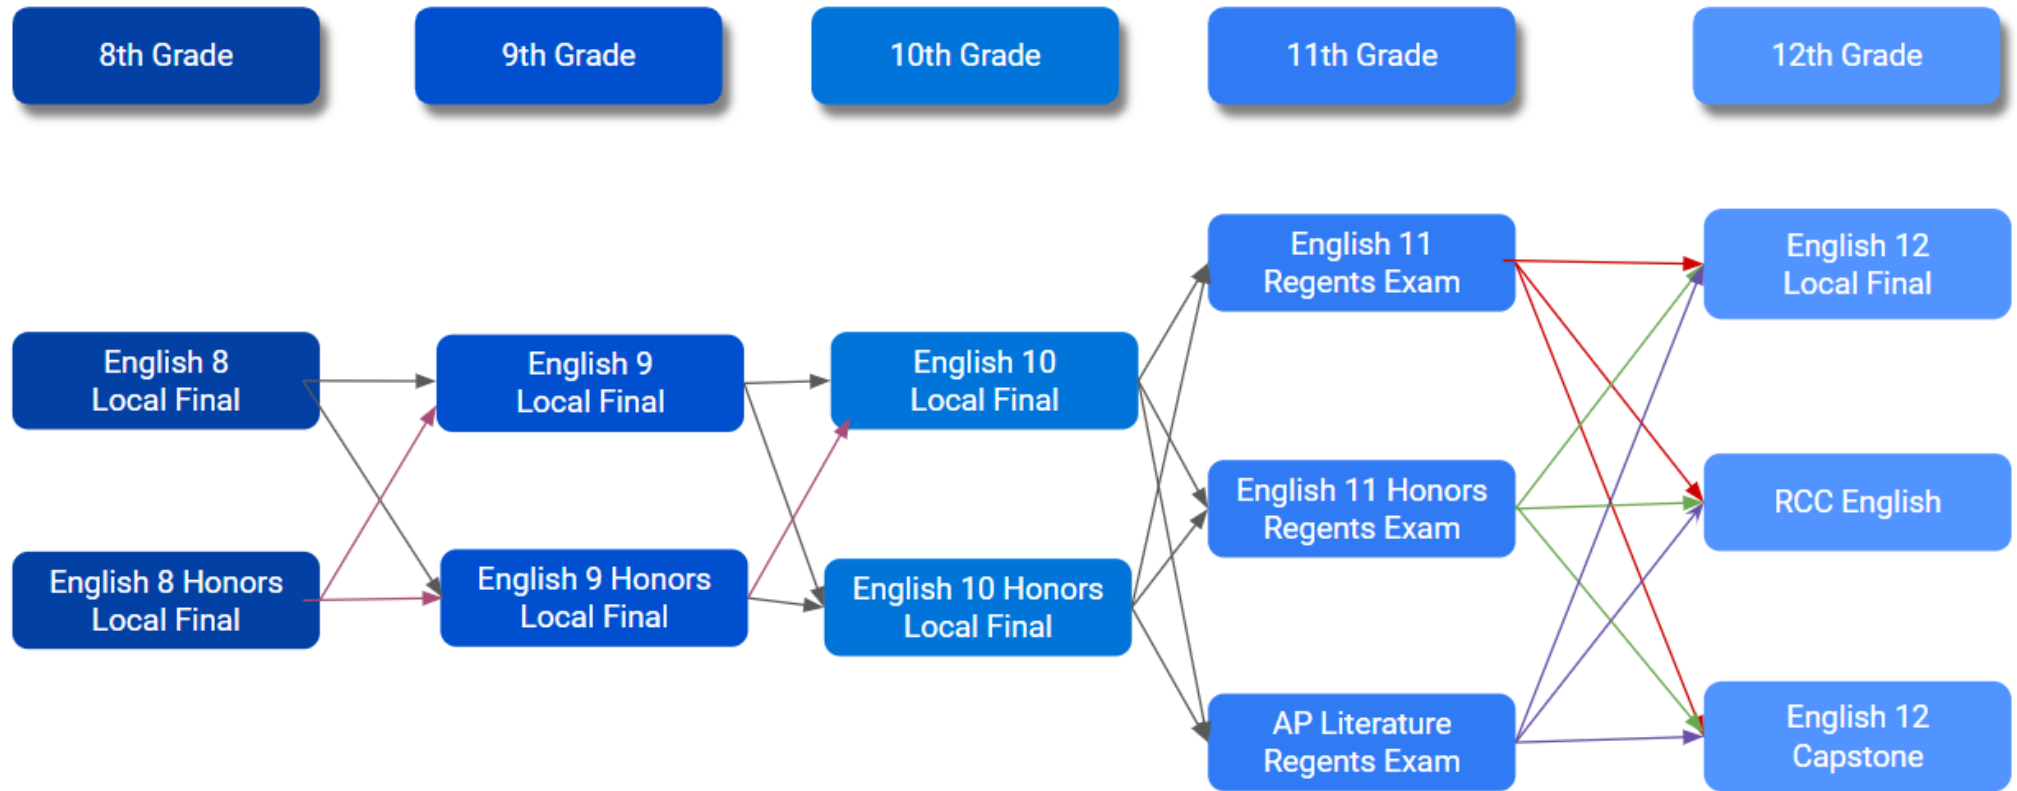 8th Grade
9th Grade
10th Grade
11th Grade
12th Grade
English 8
Local Final
English 8 Honors
Local Final
English 9
Local Final
English 9 Honors
Local Final
English 10
Local Final
English 10 Honors
Local Final
English 11
Regents Exam
English 11 Honors
Regents Exam
AP Literature
Regents Exam
English 12
Local Final
RCC English
English 12
Capstone